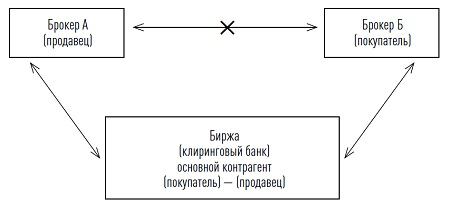 Брокер А
(продавец)
Брокер Б
(покупатель)
Биржа
(клиринговый банк)
основной контрагент
(покупатель) — (продавец)